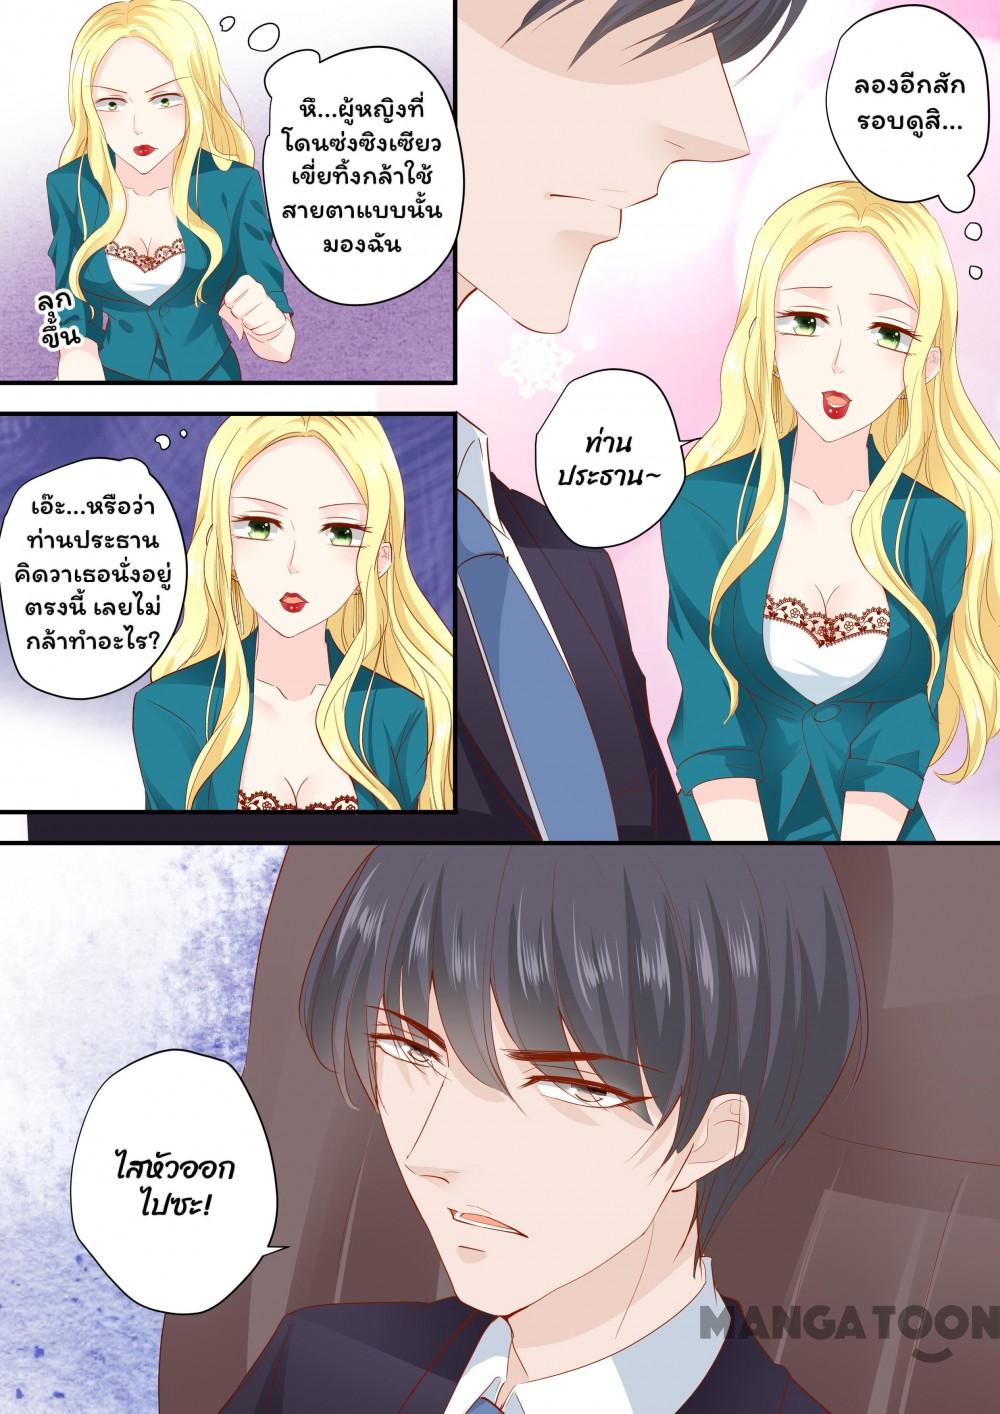 หึ...ผู้หญิงที่
โดนซ่งซิงเซียว
เขี่ยทิ้งกล้าใช้
สายตาแบบนั้น
มองฉัน
ลุก
ขึ้น
ลองอีกสัก
รอบดูสิ...
ท่าน
ประธาน~
เอ๊ะ...หรือว่า
ท่านประธาน
คิดวาเธอนั่งอยู่
ตรงนี้ เลยไม่
กล้าทำอะไร?
ไสหัวออก
ไปซะ!
MANGATOON